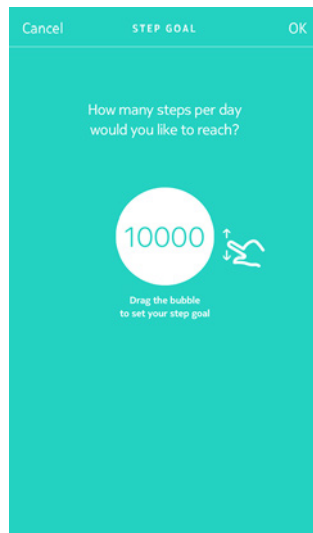 Cancel STEP GOAL OK
How many steps per day
would you like to reach?
10000
Drag the bubble
to set your step goal